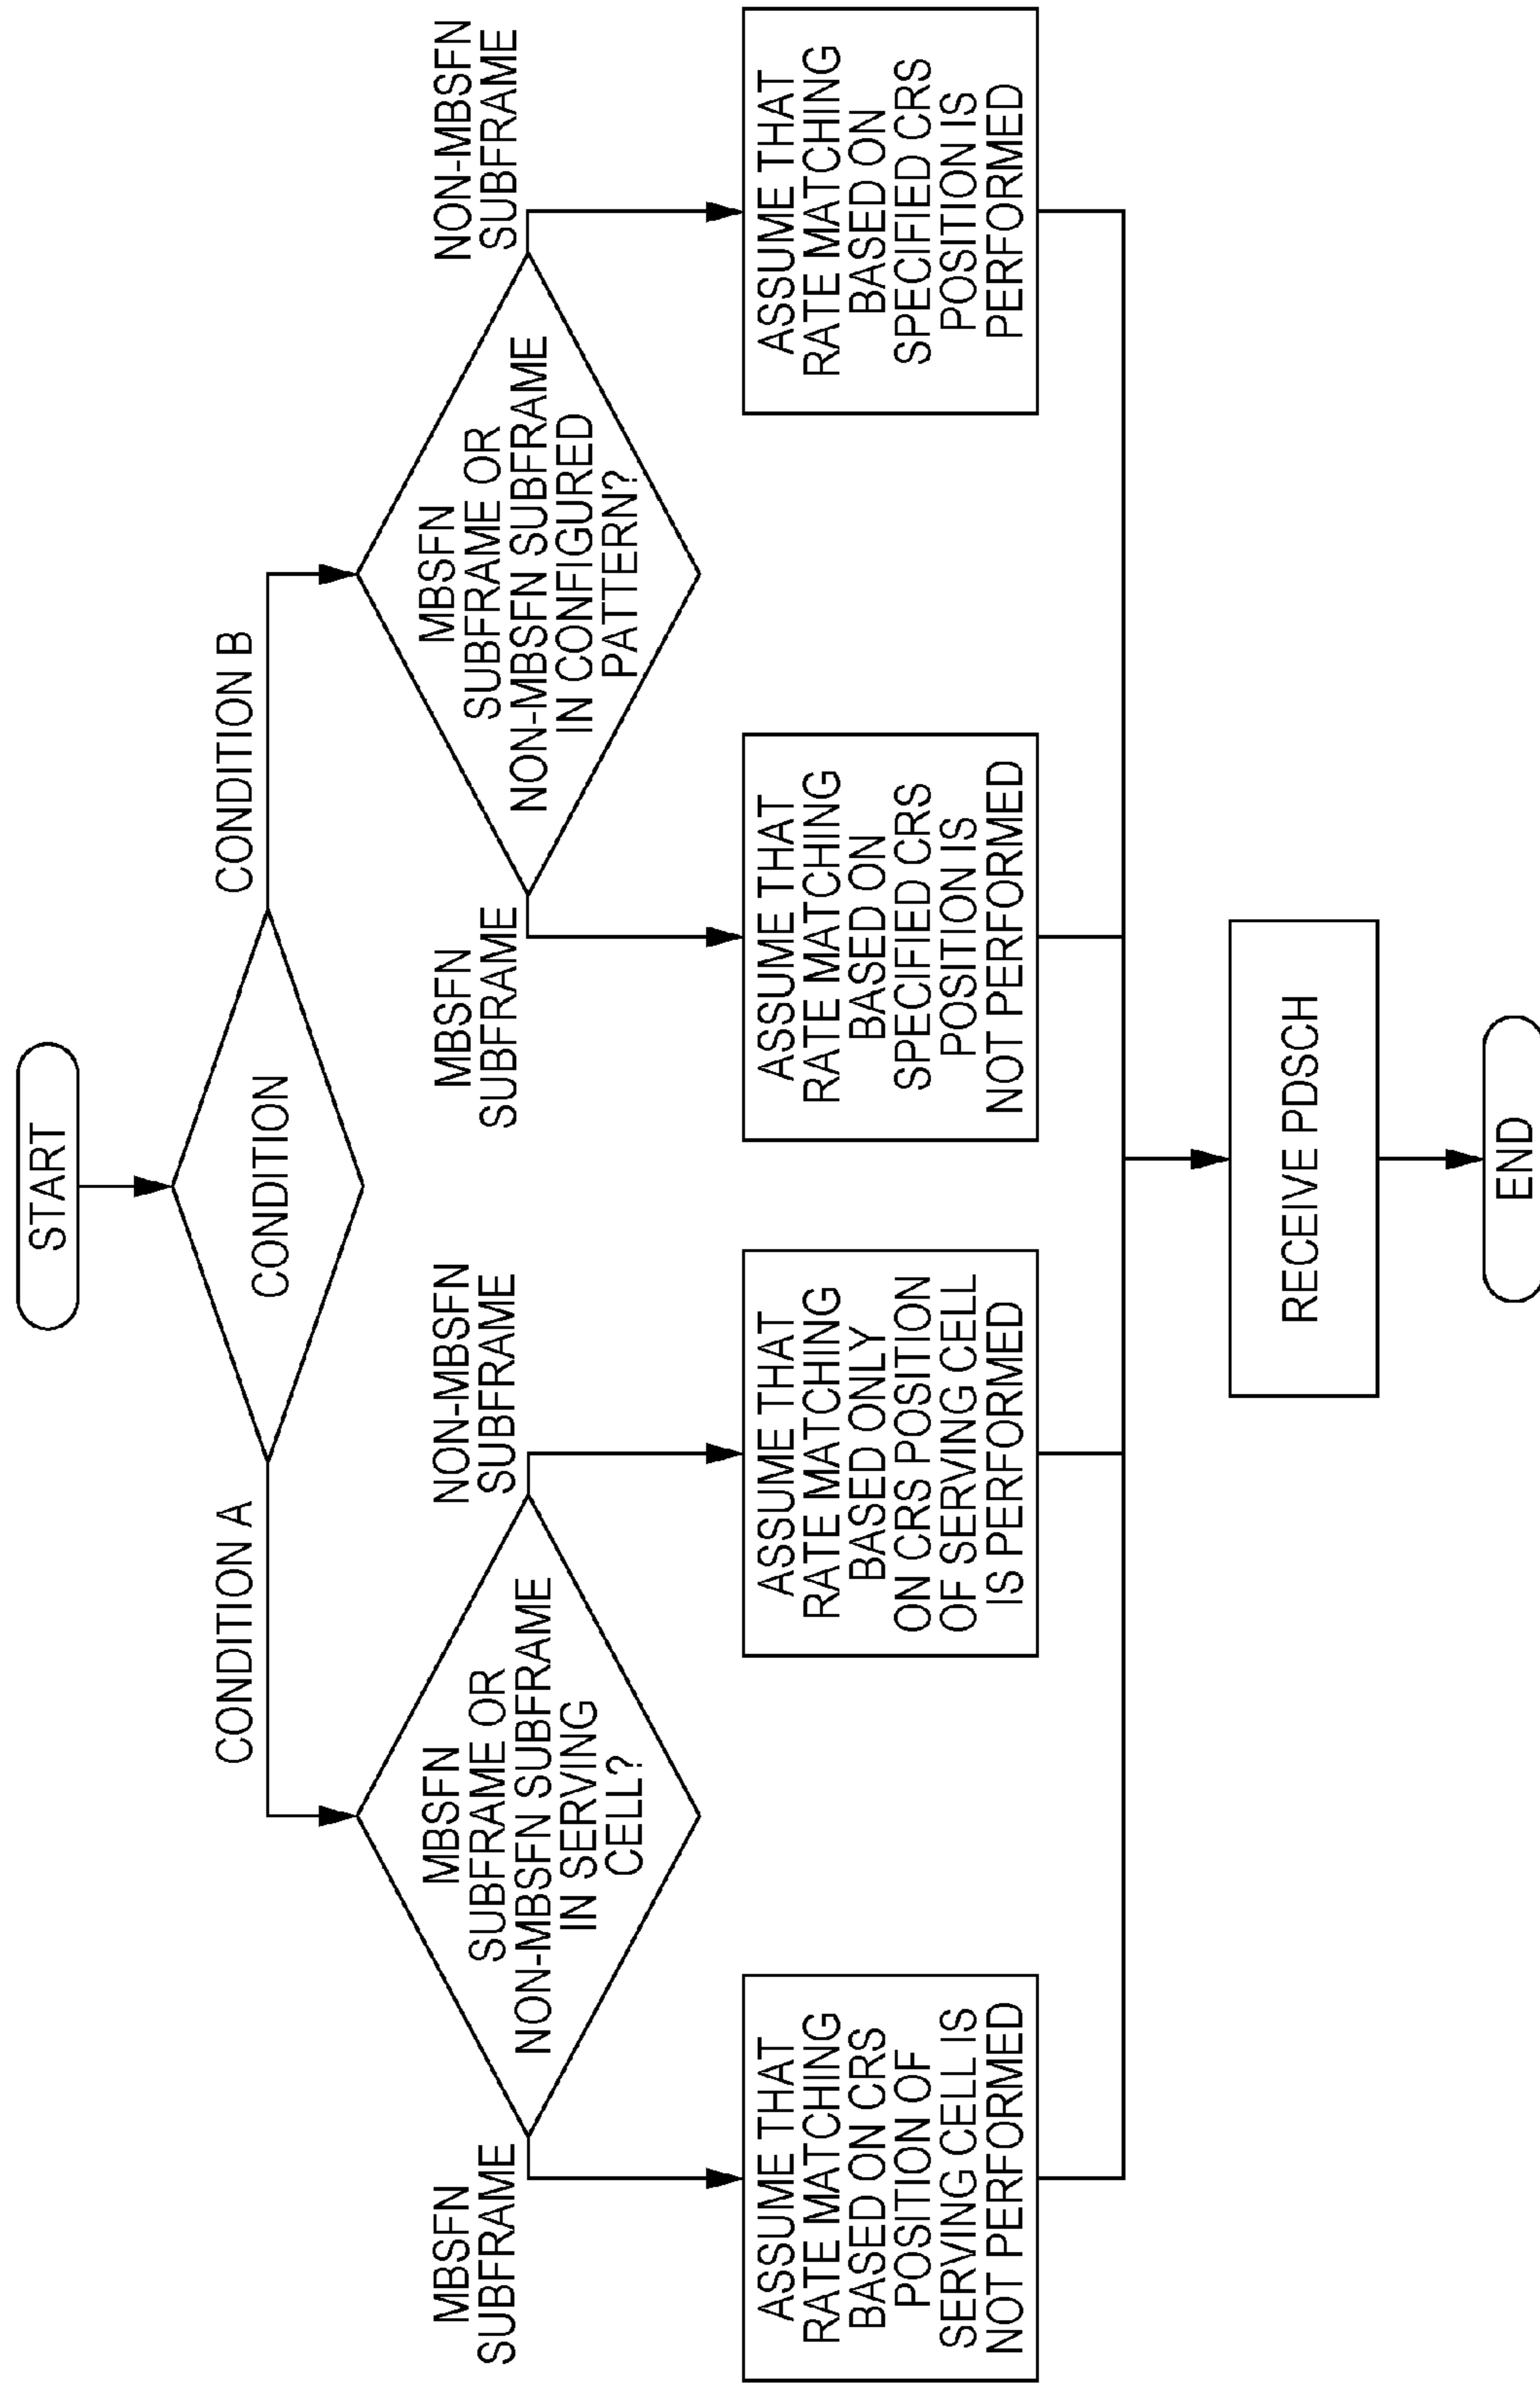 START
CONDITION
CONDITION A
CONDITION B
MBSFN
SUBFRAME OR
NON-MBSFN SUBFRAME
IN SERVING
CELL?
MBSFN
SUBFRAME OR
NON-MBSFN SUBFRAME
IN CONFIGURED
PATTERN?
MBSFN
SUBFRAME
NON-MBSFN
SUBFRAME
MBSFN
SUBFRAME
NON-MBSFN
SUBFRAME
ASSUME THAT
RATE MATCHING
BASED ON CRS
POSITION OF
SERVING CELL IS
NOT PERFORMED
ASSUME THAT
RATE MATCHING
BASED ONLY
ON CRS POSITION
OF SERVING CELL
IS PERFORMED
ASSUME THAT
RATE MATCHING
BASED ON
SPECIFIED CRS
POSITION IS
NOT PERFORMED
ASSUME THAT
RATE MATCHING
BASED ON
SPECIFIED CRS
POSITION IS
PERFORMED
RECEIVE PDSCH
END